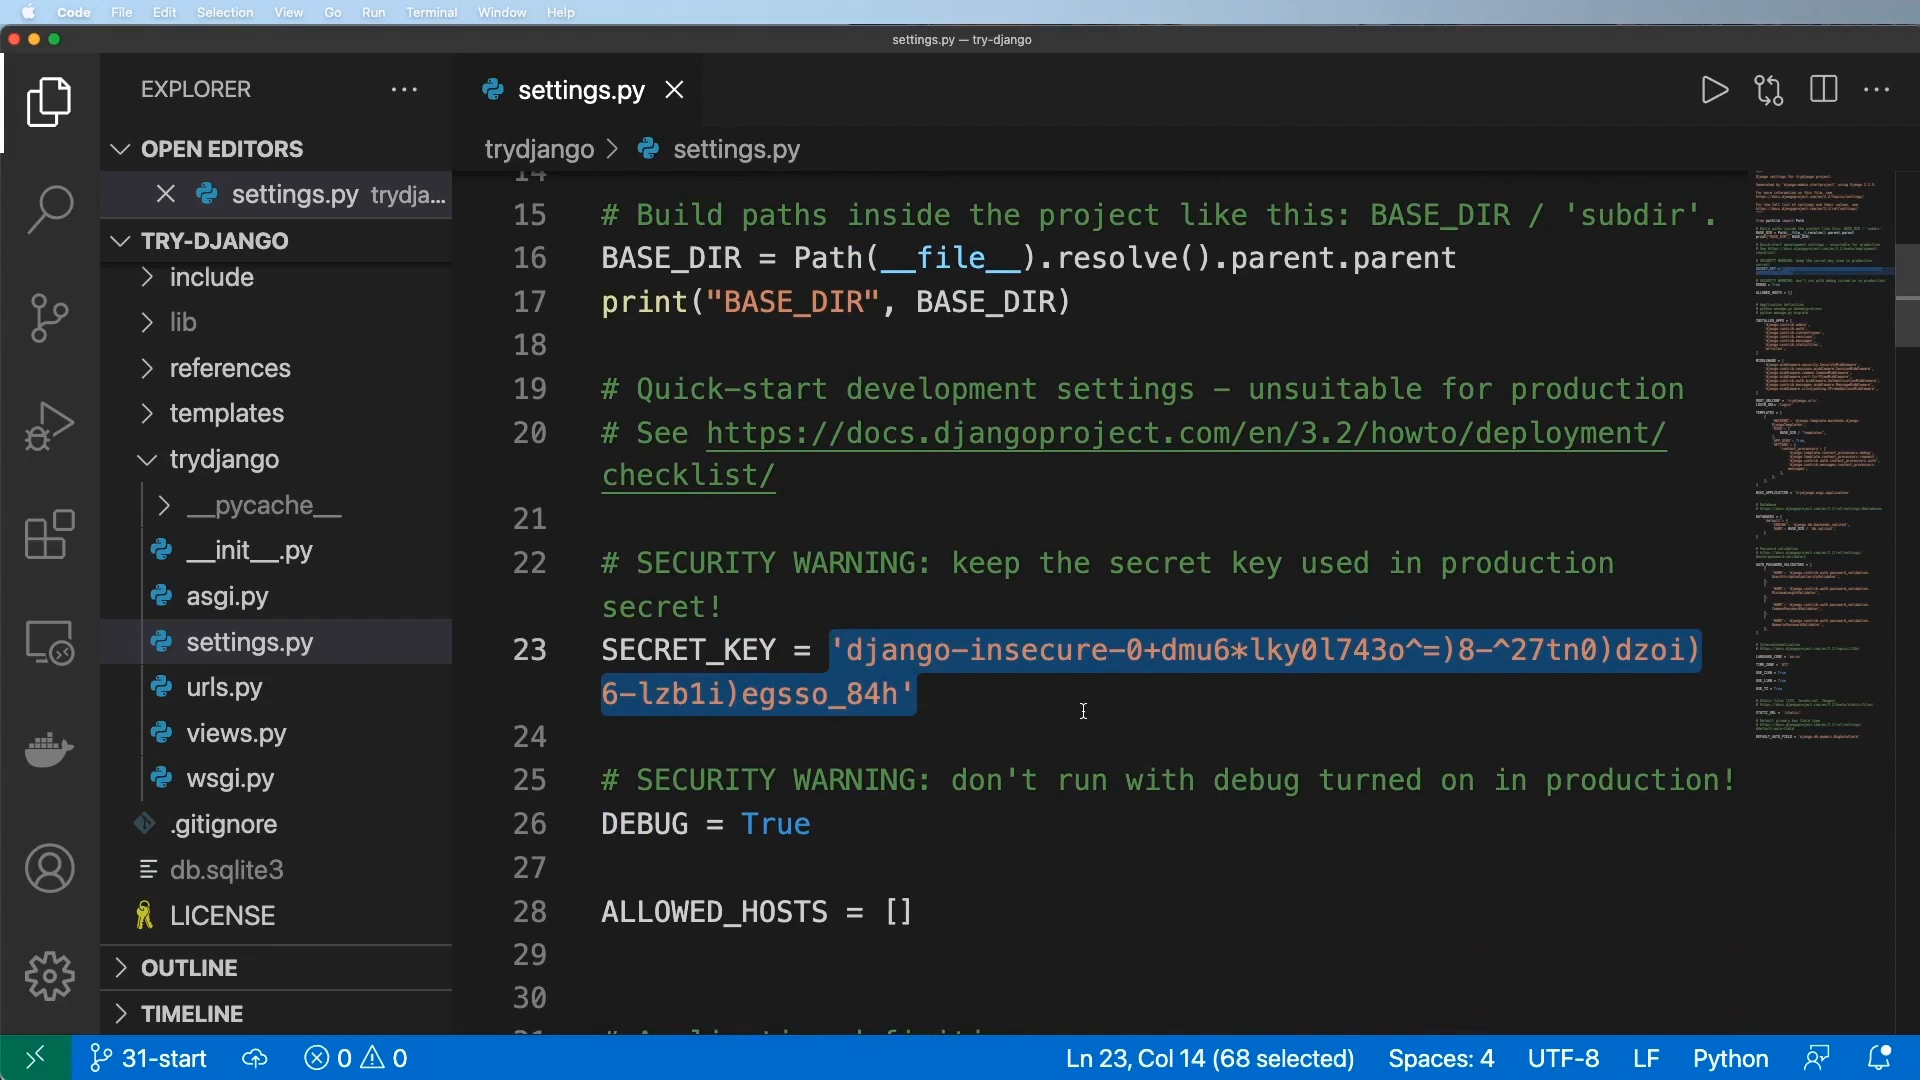 Code File Edit Selection View Go Run Terminal Window Help
settings.py — try-django
EXPLORER
settings.py
OPEN EDITORS
settings.py trydja...
TRY-DJANGO
include
lib
references
templates
trydjango
__pycache__
__init__.py
asgi.py
settings.py
urls.py
views.py
wsgi.py
.gitignore
db.sqlite3
LICENSE
OUTLINE
TIMELINE
trydjango > settings.py
14
15 # Build paths inside the project like this: BASE_DIR / 'subdir'.
16 BASE_DIR = Path(__file__).resolve().parent.parent
17 print("BASE_DIR", BASE_DIR)
18
19 # Quick-start development settings - unsuitable for production
20 # See https://docs.djangoproject.com/en/3.2/howto/deployment/
checklist/
21
22 # SECURITY WARNING: keep the secret key used in production
secret!
23 SECRET_KEY = 'django-insecure-0+dmu6*lky0l743o^=)8-^27tn0)dzoi)
6-lzb1i)egsso_84h'
24
25 # SECURITY WARNING: don't run with debug turned on in production!
26 DEBUG = True
27
28 ALLOWED_HOSTS = []
29
30
31-start 0 0 Ln 23, Col 14 (68 selected) Spaces: 4 UTF-8 LF Python